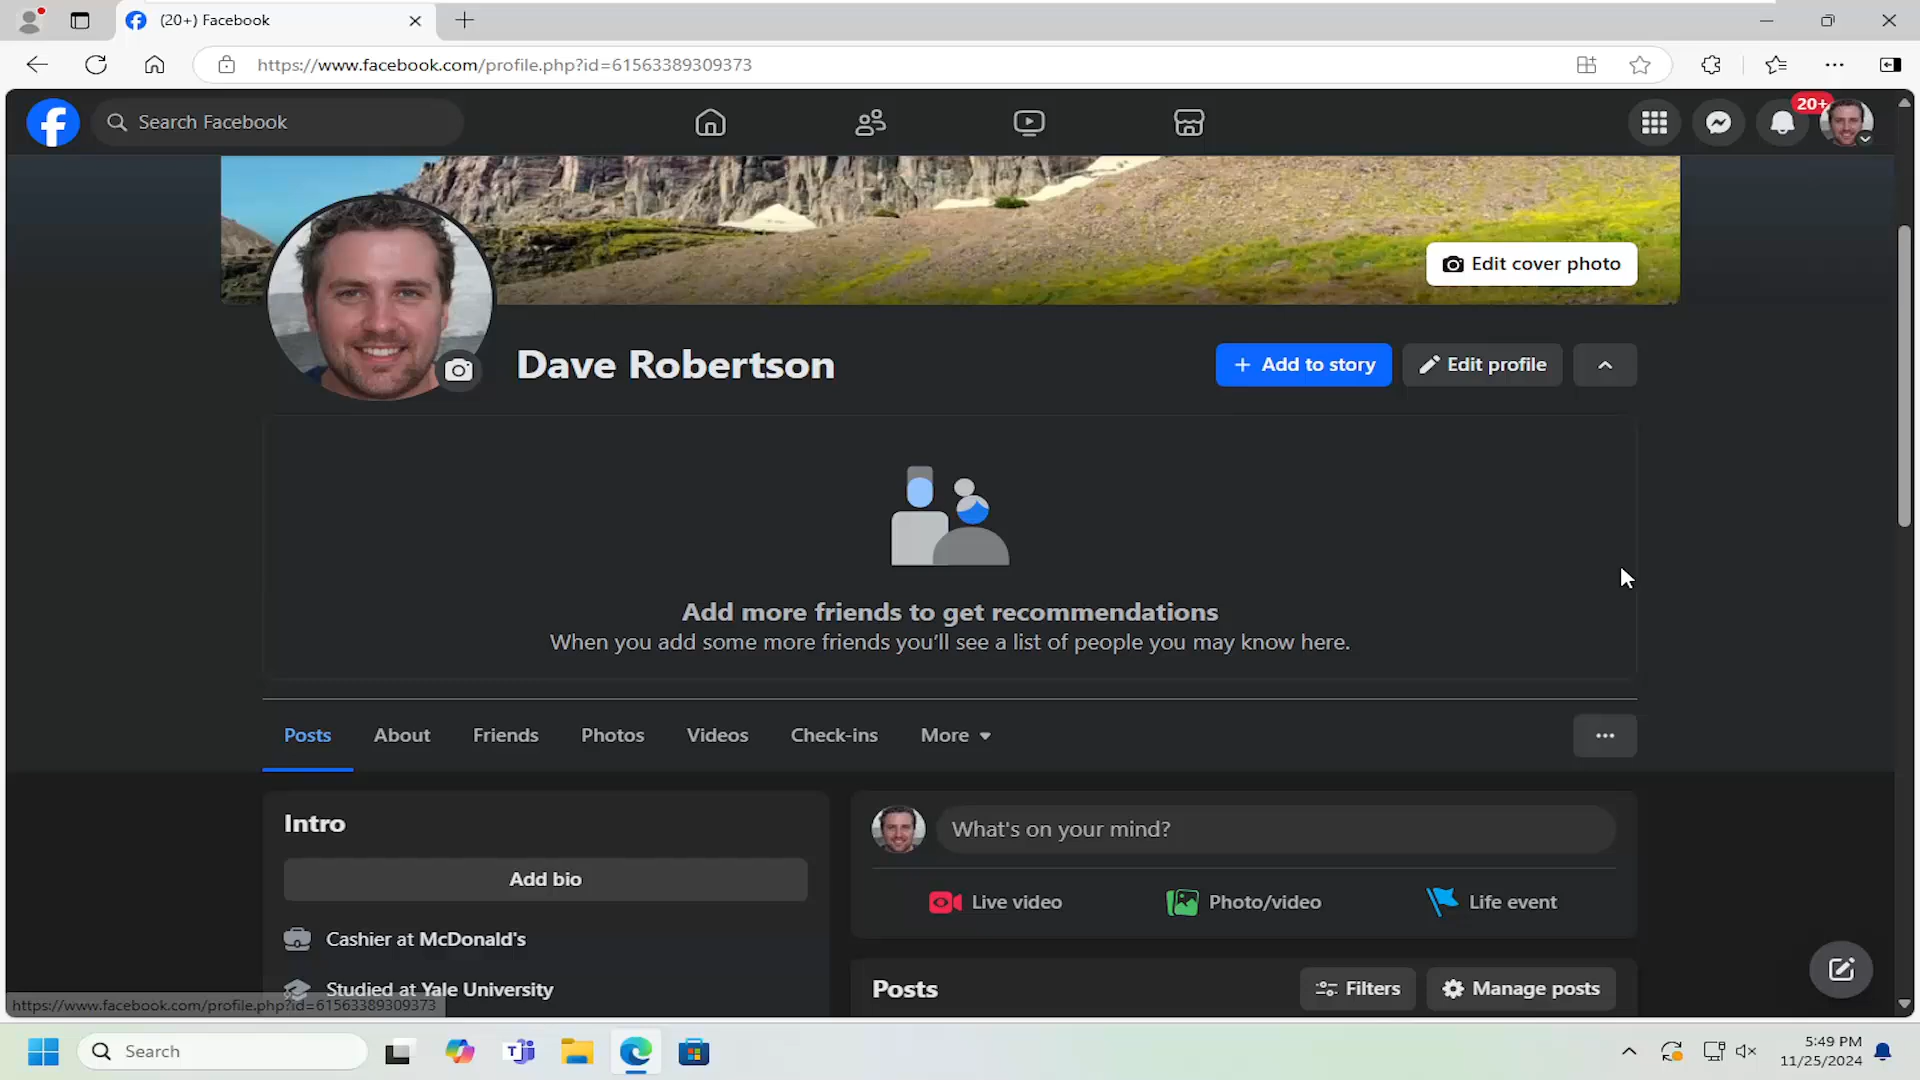 (20+) Facebook
https://www.facebook.com/profile.php?id=61563389309373
Search Facebook
20+
Edit cover photo
Dave Robertson
+ Add to story
Edit profile
Add more friends to get recommendations
When you add some more friends you'll see a list of people you may know here.
Posts About Friends Photos Videos Check-ins More
Intro
Add bio
Cashier at McDonald's
Studied at Yale University
What's on your mind?
Live video Photo/video Life event
Posts Filters Manage posts
https://www.facebook.com/profile.php?id=61563389309373
Search
5:49 PM
11/25/2024